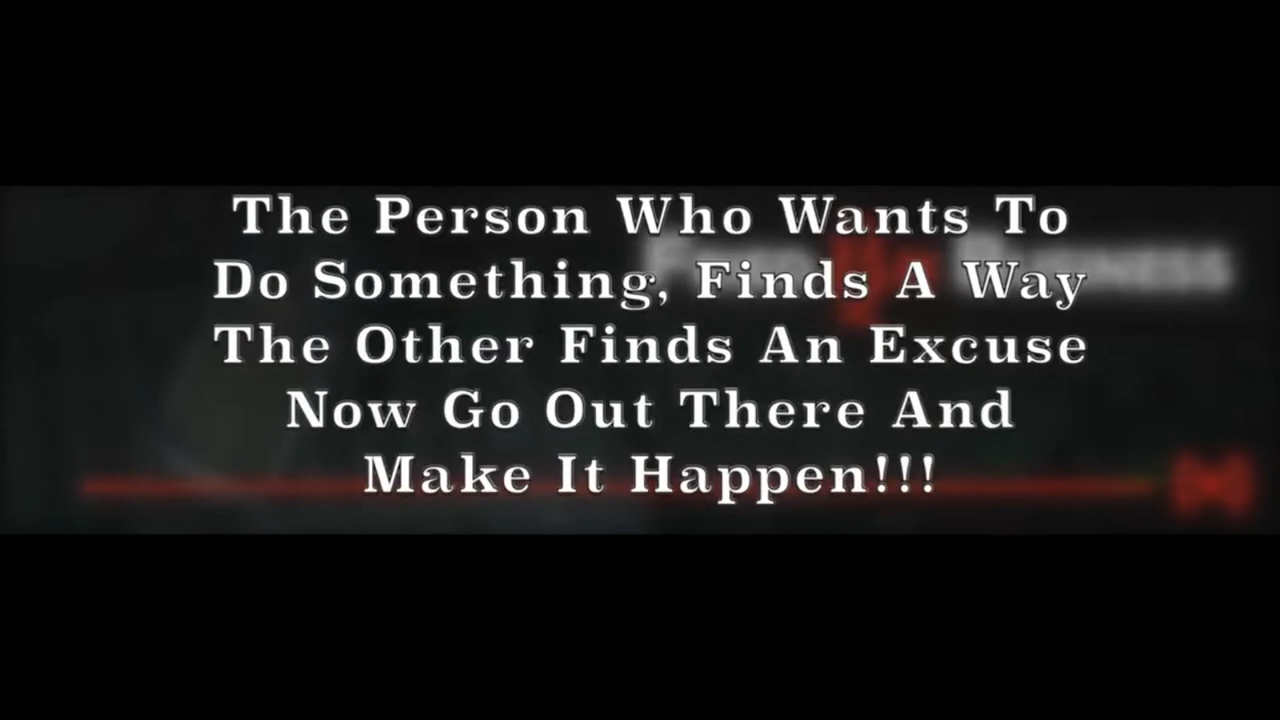 The Person Who Wants To
Do Something, Finds A Way
The Other Finds An Excuse
Now Go Out There And
Make It Happen!!!